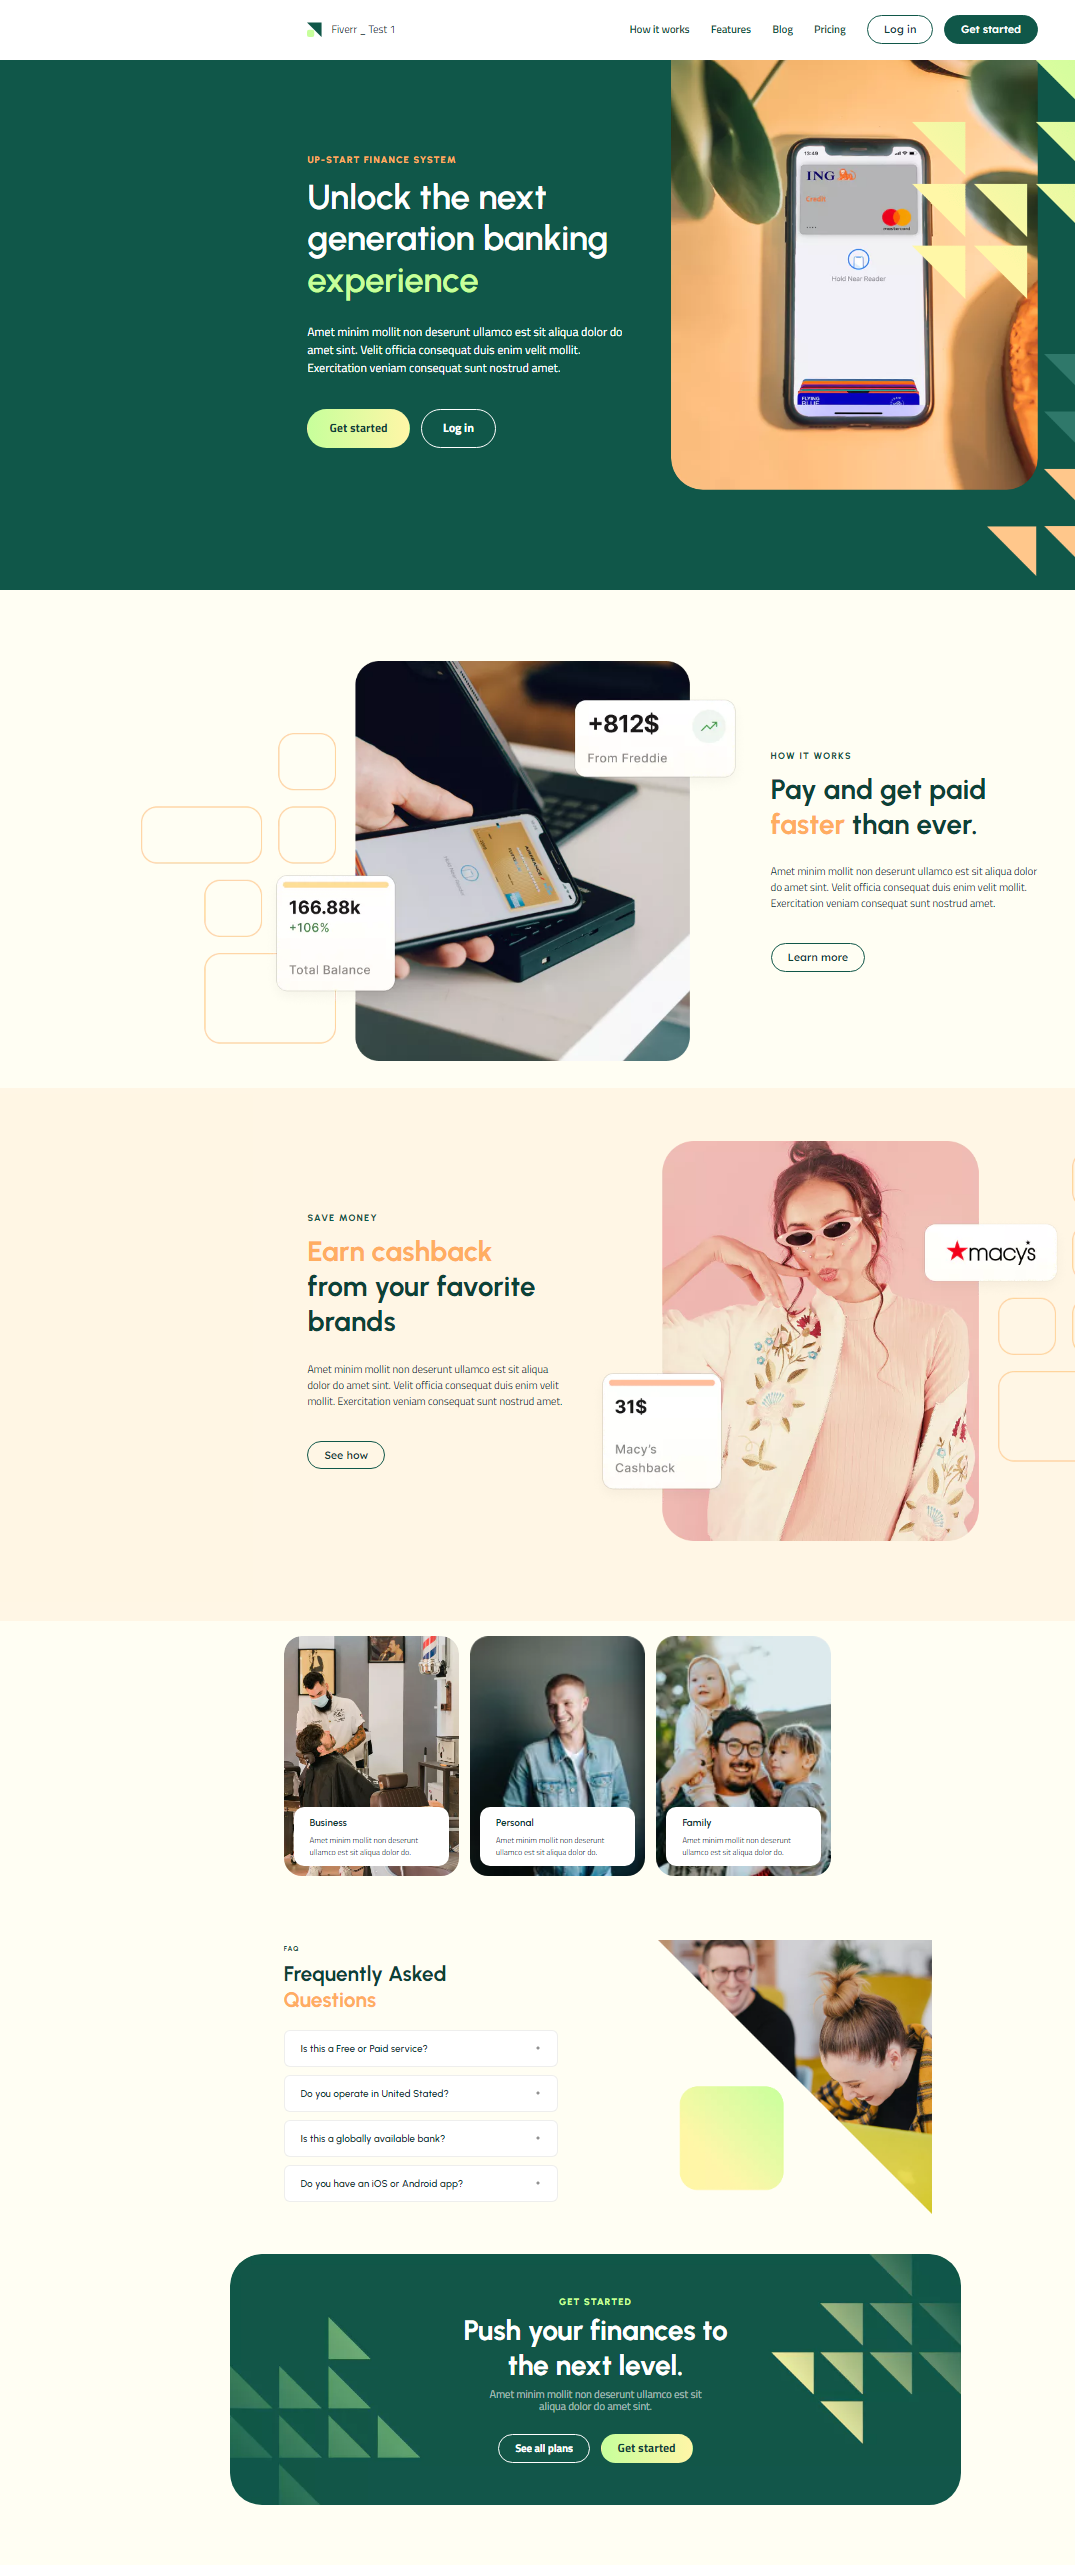 Fiverr _ Test 1
How it works
Features
Blog
Pricing
Log in
Get started
UP-START FINANCE SYSTEM
Unlock the next
generation banking
experience
Amet minim mollit non deserunt ullamco est sit aliqua dolor do
amet sint. Velit officia consequat duis enim velit mollit.
Exercitation veniam consequat sunt nostrud amet.
Get started
Log in
13:49
ING
Credit
mastercard
Hold Near Reader
FLYING
BLUE
+812$
From Freddie
166.88k
+106%
Total Balance
HOW IT WORKS
Pay and get paid
faster than ever.
Amet minim mollit non deserunt ullamco est sit aliqua dolor
do amet sint. Velit officia consequat duis enim velit mollit.
Exercitation veniam consequat sunt nostrud amet.
Learn more
SAVE MONEY
Earn cashback
from your favorite
brands
Amet minim mollit non deserunt ullamco est sit aliqua
dolor do amet sint. Velit officia consequat duis enim velit
mollit. Exercitation veniam consequat sunt nostrud amet.
See how
macy's
31$
Macy's
Cashback
Business
Amet minim mollit non deserunt
ullamco est sit aliqua dolor do.
Personal
Amet minim mollit non deserunt
ullamco est sit aliqua dolor do.
Family
Amet minim mollit non deserunt
ullamco est sit aliqua dolor do.
FAQ
Frequently Asked
Questions
Is this a Free or Paid service?
Do you operate in United Stated?
Is this a globally available bank?
Do you have an iOS or Android app?
GET STARTED
Push your finances to
the next level.
Amet minim mollit non deserunt ullamco est sit
aliqua dolor do amet sint.
See all plans
Get started